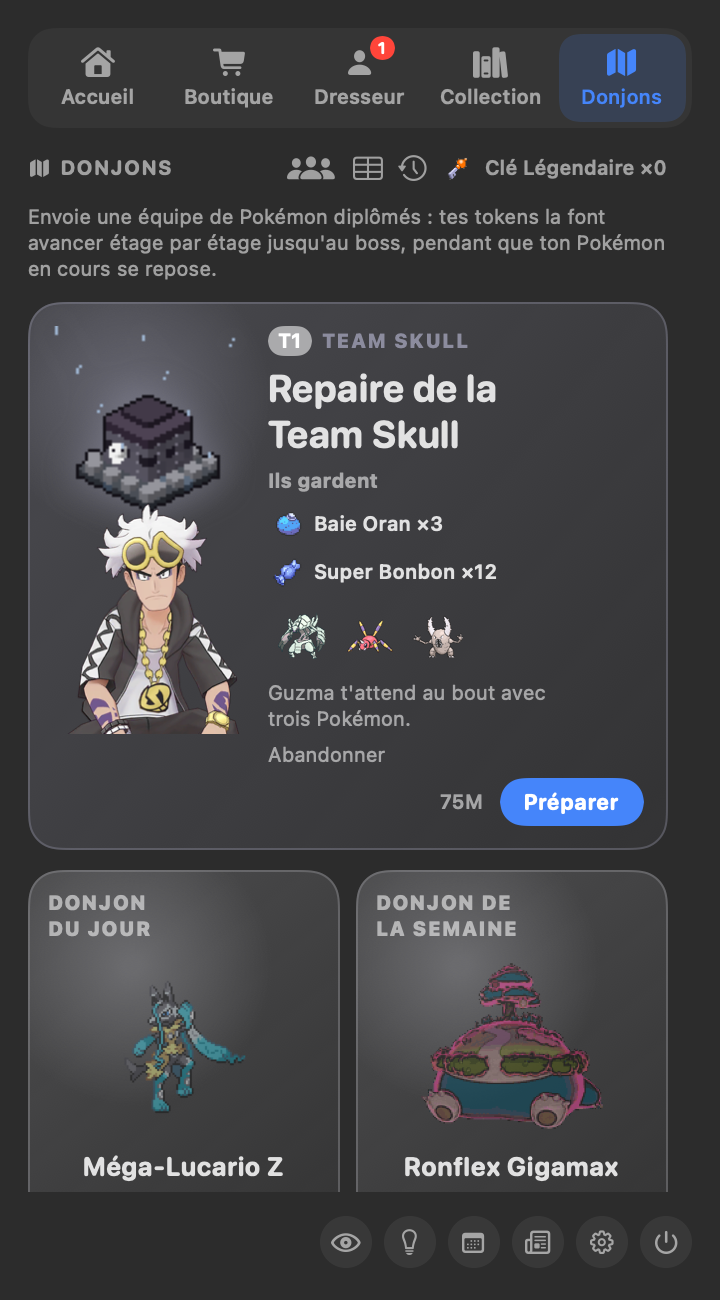 Accueil
Boutique
1
Dresseur
Collection
Donjons
DONJONS
Clé Légendaire ×0
Envoie une équipe de Pokémon diplômés : tes tokens la font
avancer étage par étage jusqu'au boss, pendant que ton Pokémon
en cours se repose.
T1 TEAM SKULL
Repaire de la
Team Skull
Ils gardent
Baie Oran ×3
Super Bonbon ×12
Guzma t'attend au bout avec
trois Pokémon.
Abandonner
75M
Préparer
DONJON
DU JOUR
Méga-Lucario Z
DONJON DE
LA SEMAINE
Ronflex Gigamax